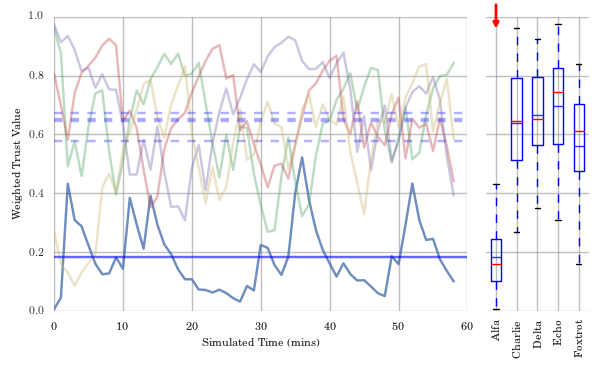 1.0
0.8
0.6
0.4
0.2
0.0
Weighted Trust Value
0 10 20 30 40 50 60
Simulated Time (mins)
Alfa
Charlie
Delta
Echo
Foxtrot